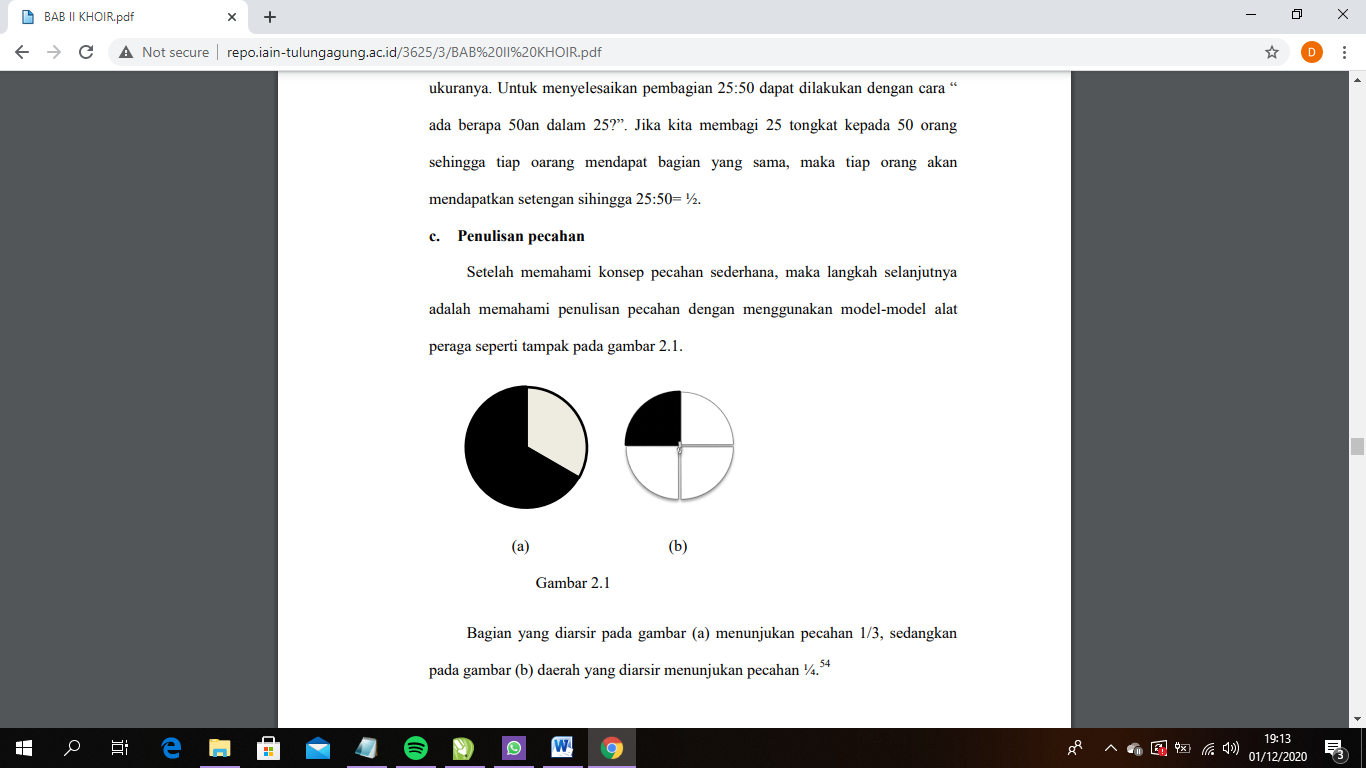 BAB II KHOIR.pdf
Not secure
repo.iain-tulungagung.ac.id/3625/3/BAB%20II%20KHOIR.pdf
D
ukuranya. Untuk menyelesaikan pembagian 25:50 dapat dilakukan dengan cara “
ada berapa 50an dalam 25?”. Jika kita membagi 25 tongkat kepada 50 orang
sehingga tiap oarang mendapat bagian yang sama, maka tiap orang akan
mendapatkan setengan sihingga 25:50= ½.
c. Penulisan pecahan
Setelah memahami konsep pecahan sederhana, maka langkah selanjutnya
adalah memahami penulisan pecahan dengan menggunakan model-model alat
peraga seperti tampak pada gambar 2.1.
(a) (b)
Gambar 2.1
Bagian yang diarsir pada gambar (a) menunjukan pecahan 1/3, sedangkan
pada gambar (b) daerah yang diarsir menunjukan pecahan ¼.54
19:13
01/12/2020
3